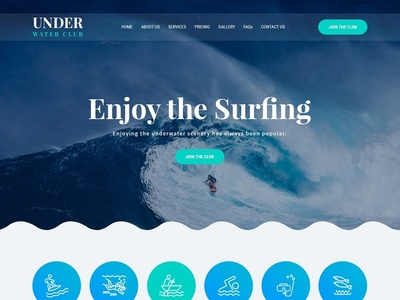 UNDER
WATER CLUB
HOME ABOUT US SERVICES PRICING GALLERY FAQs CONTACT US
JOIN THE CLUB
Enjoy the Surfing
Enjoying the underwater scenery has always been popular.
JOIN THE CLUB